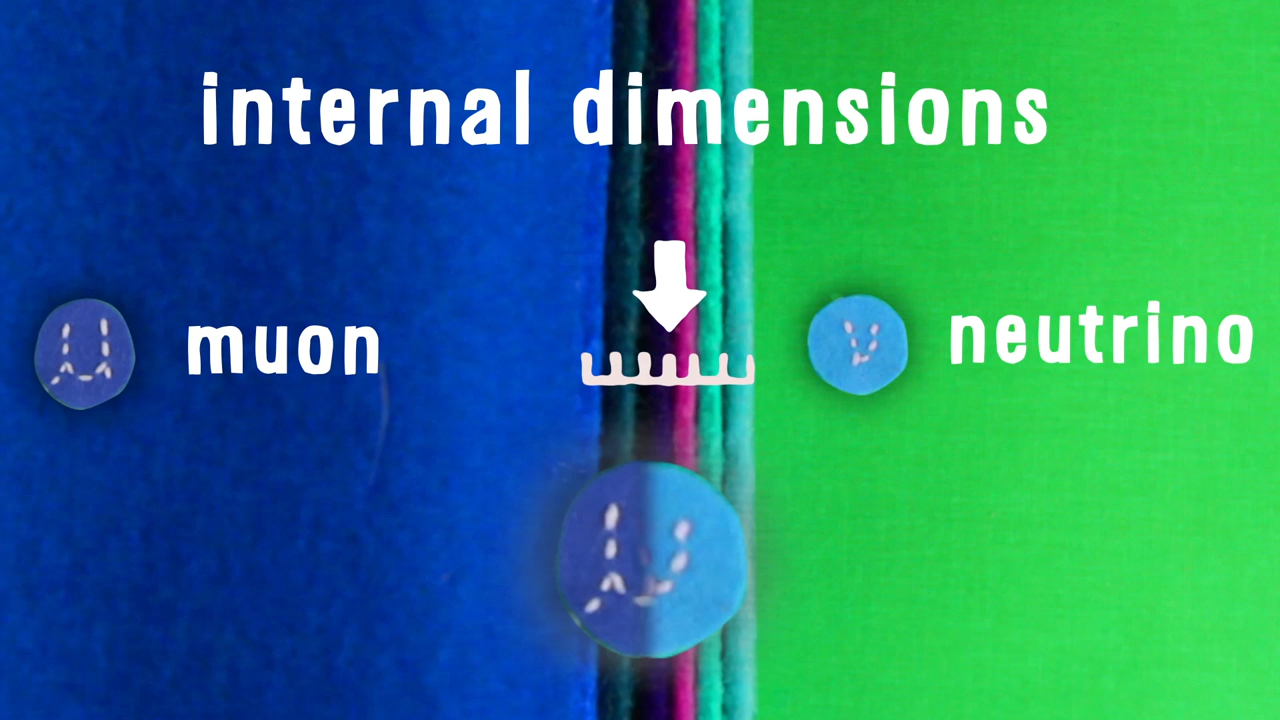 internal dimensions
μ muon
ν neutrino